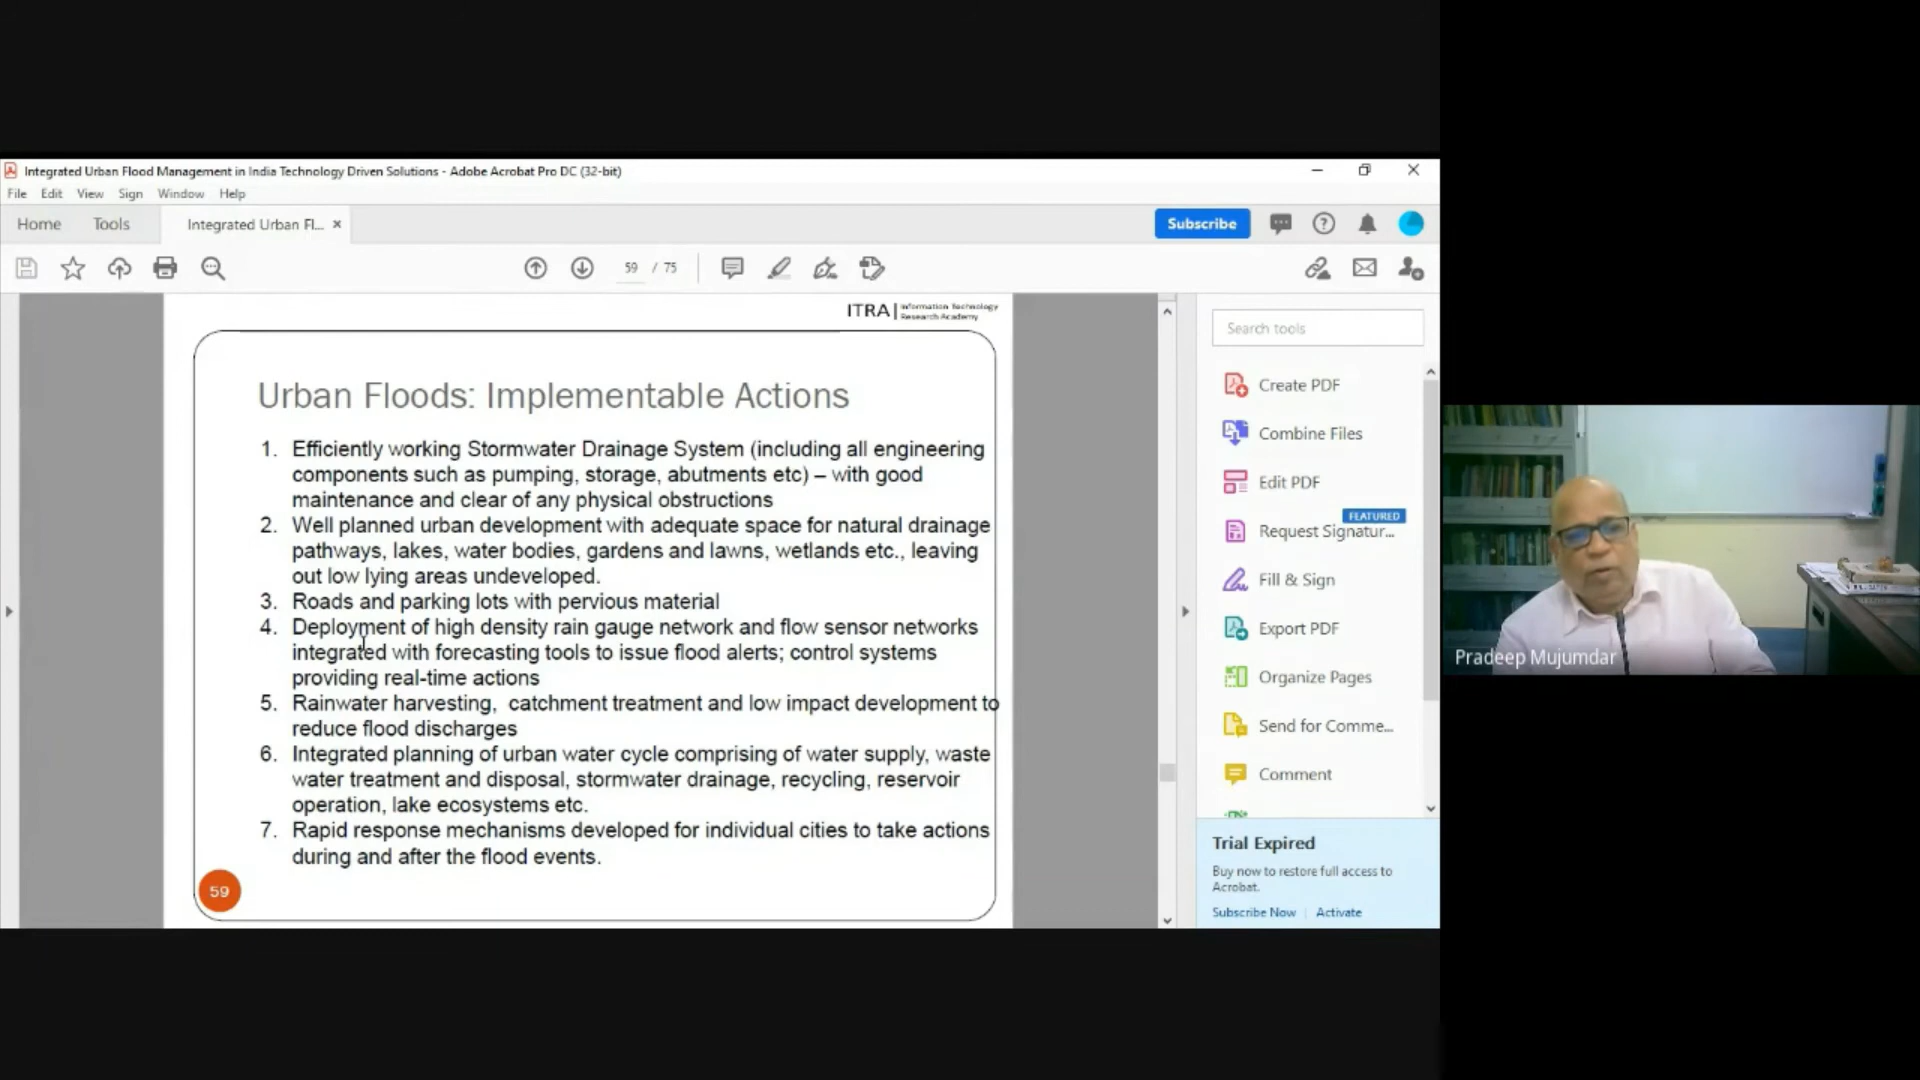 Integrated Urban Flood Management in India Technology Driven Solutions - Adobe Acrobat Pro DC (32-bit)
File Edit View Sign Window Help
Home Tools Integrated Urban Fl... ×
Subscribe
59 / 75
ITRA | Information Technology
Research Academy
Urban Floods: Implementable Actions
1. Efficiently working Stormwater Drainage System (including all engineering
components such as pumping, storage, abutments etc) – with good
maintenance and clear of any physical obstructions
2. Well planned urban development with adequate space for natural drainage
pathways, lakes, water bodies, gardens and lawns, wetlands etc., leaving
out low lying areas undeveloped.
3. Roads and parking lots with pervious material
4. Deployment of high density rain gauge network and flow sensor networks
integrated with forecasting tools to issue flood alerts; control systems
providing real-time actions
5. Rainwater harvesting, catchment treatment and low impact development to
reduce flood discharges
6. Integrated planning of urban water cycle comprising of water supply, waste
water treatment and disposal, stormwater drainage, recycling, reservoir
operation, lake ecosystems etc.
7. Rapid response mechanisms developed for individual cities to take actions
during and after the flood events.
59
Search tools
Create PDF
Combine Files
Edit PDF
FEATURED
Request Signatur...
Fill & Sign
Export PDF
Organize Pages
Send for Comme...
Comment
Trial Expired
Buy now to restore full access to
Acrobat.
Subscribe Now | Activate
Pradeep Mujumdar